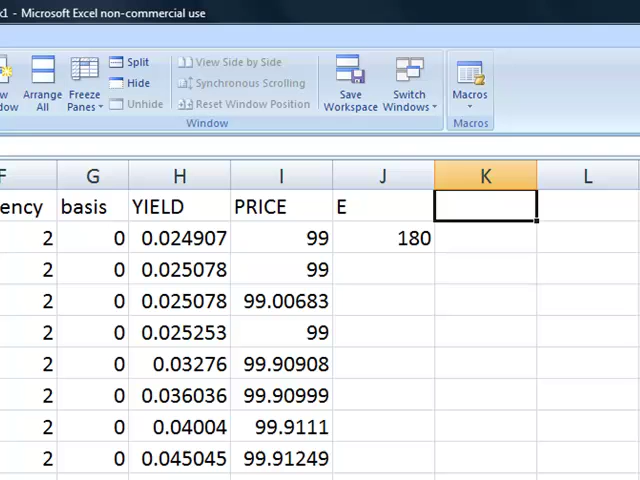 - Microsoft Excel non-commercial use
Split
View Side by Side
Hide
Synchronous Scrolling
Arrange All
Freeze Panes
Unhide
Reset Window Position
Save Workspace
Switch Windows
Macros
Window
Macros
G H I J K L
basis YIELD PRICE E
2 0 0.024907 99 180
2 0 0.025078 99
2 0 0.025078 99.00683
2 0 0.025253 99
2 0 0.03276 99.90908
2 0 0.036036 99.90999
2 0 0.04004 99.9111
2 0 0.045045 99.91249